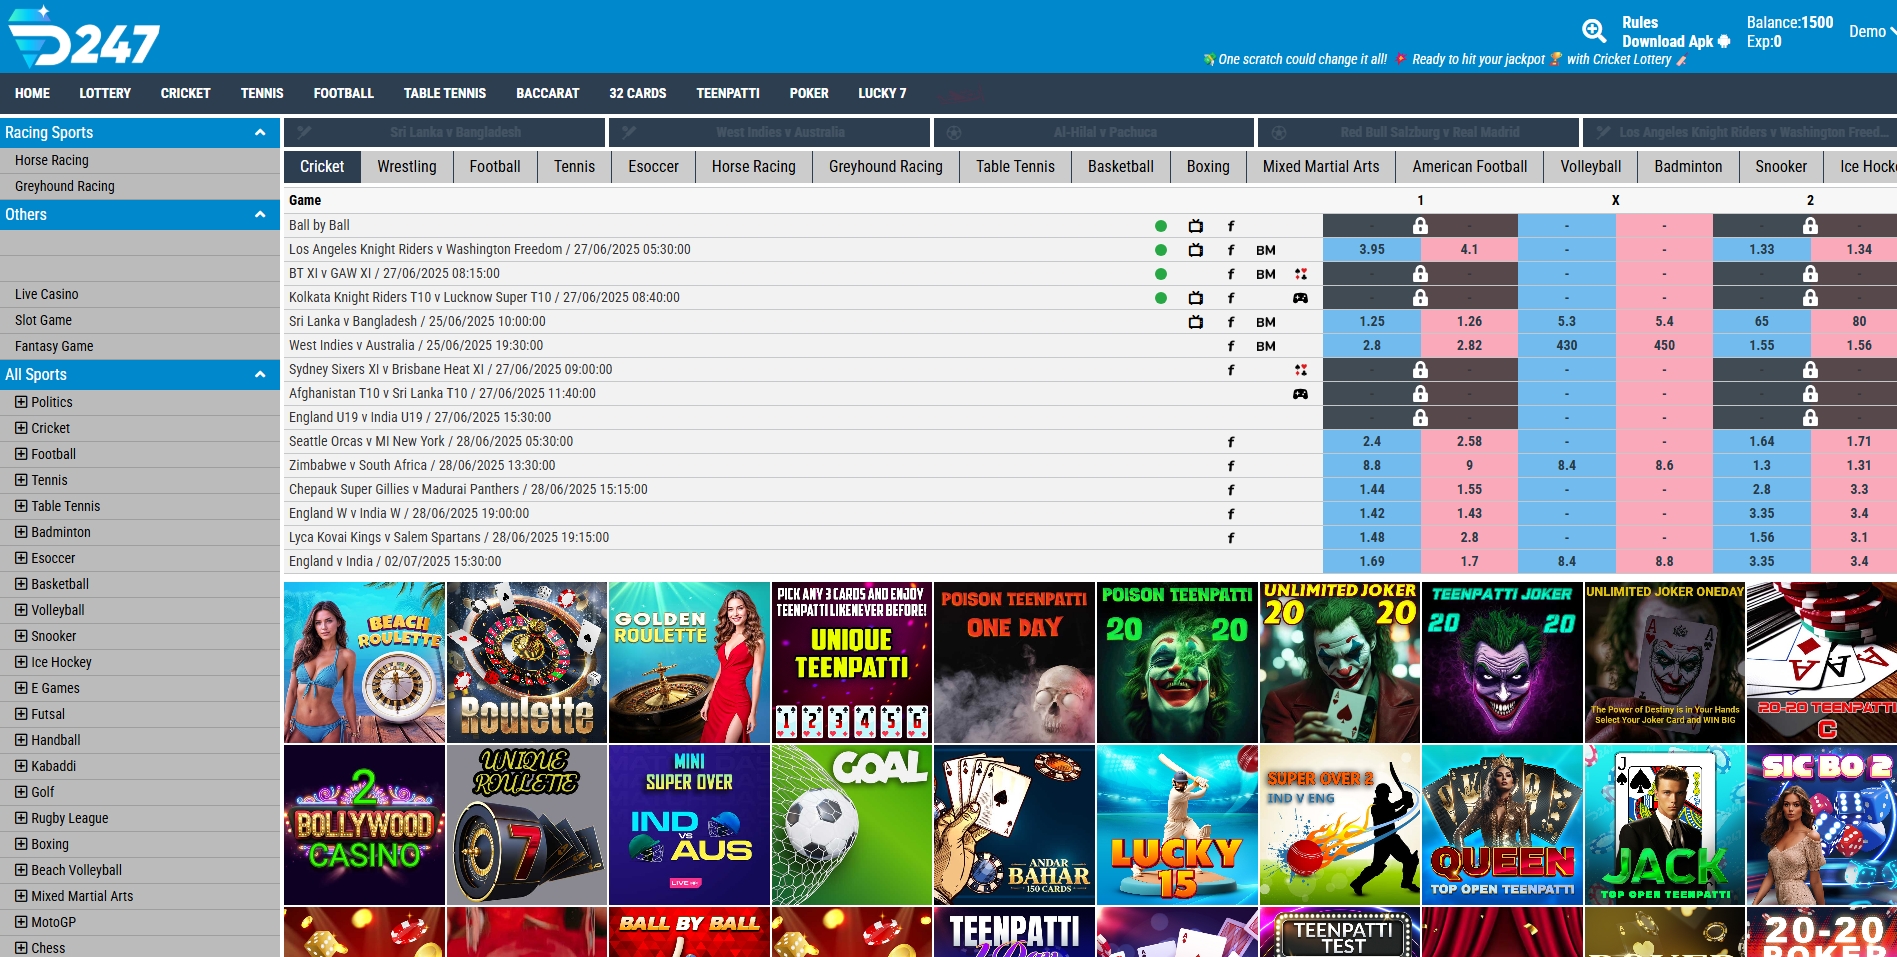 D247
Rules
Download Apk
Balance:1500
Exp:0
Demo
One scratch could change it all! Ready to hit your jackpot with Cricket Lottery
HOME LOTTERY CRICKET TENNIS FOOTBALL TABLE TENNIS BACCARAT 32 CARDS TEENPATTI POKER LUCKY 7
Racing Sports
Horse Racing
Greyhound Racing
Others
Live Casino
Slot Game
Fantasy Game
All Sports
Politics
Cricket
Football
Tennis
Table Tennis
Badminton
Esoccer
Basketball
Volleyball
Snooker
Ice Hockey
E Games
Futsal
Handball
Kabaddi
Golf
Rugby League
Boxing
Beach Volleyball
Mixed Martial Arts
MotoGP
Chess
Sri Lanka v Bangladesh West Indies v Australia Al-Hilal v Pachuca Red Bull Salzburg v Real Madrid Los Angeles Knight Riders v Washington Freed...
Cricket Wrestling Football Tennis Esoccer Horse Racing Greyhound Racing Table Tennis Basketball Boxing Mixed Martial Arts American Football Volleyball Badminton Snooker Ice Hocke
Game 1 X 2
Ball by Ball f - - - - - -
Los Angeles Knight Riders v Washington Freedom / 27/06/2025 05:30:00 f BM 3.95 4.1 - - 1.33 1.34
BT XI v GAW XI / 27/06/2025 08:15:00 f BM - - - - - -
Kolkata Knight Riders T10 v Lucknow Super T10 / 27/06/2025 08:40:00 f - - - - - -
Sri Lanka v Bangladesh / 25/06/2025 10:00:00 f BM 1.25 1.26 5.3 5.4 65 80
West Indies v Australia / 25/06/2025 19:30:00 f BM 2.8 2.82 430 450 1.55 1.56
Sydney Sixers XI v Brisbane Heat XI / 27/06/2025 09:00:00 f - - - - - -
Afghanistan T10 v Sri Lanka T10 / 27/06/2025 11:40:00 - - - - - -
England U19 v India U19 / 27/06/2025 15:30:00 - - - - - -
Seattle Orcas v MI New York / 28/06/2025 05:30:00 f 2.4 2.58 - - 1.64 1.71
Zimbabwe v South Africa / 28/06/2025 13:30:00 f 8.8 9 8.4 8.6 1.3 1.31
Chepauk Super Gillies v Madurai Panthers / 28/06/2025 15:15:00 f 1.44 1.55 - - 2.8 3.3
England W v India W / 28/06/2025 19:00:00 f 1.42 1.43 - - 3.35 3.4
Lyca Kovai Kings v Salem Spartans / 28/06/2025 19:15:00 f 1.48 2.8 - - 1.56 3.1
England v India / 02/07/2025 15:30:00 1.69 1.7 8.4 8.8 3.35 3.4
BEACH
ROULETTE
Roulette
GOLDEN
ROULETTE
PICK ANY 3 CARDS AND ENJOY
TEENPATTI LIKE NEVER BEFORE!
UNIQUE
TEENPATTI
1 2 3 4 5 6
POISON TEENPATTI
ONE DAY
POISON TEENPATTI
20 20
UNLIMITED JOKER
20 20
TEENPATTI JOKER
20 20
UNLIMITED JOKER ONEDAY
The Power of Destiny is in Your Hands
Select Your Joker Card and WIN BIG
20-20 TEENPATTI
C
2
BOLLYWOOD
CASINO
UNIQUE
ROULETTE
7
MINI
SUPER OVER
IND
VS
AUS
LIVE
GOAL
ANDAR
BAHAR
150 CARDS
LUCKY
15
SUPER OVER 2
IND V ENG
QUEEN
TOP OPEN TEENPATTI
J
JACK
TOP OPEN TEENPATTI
SIC BO 2
BALL BY BALL
TEENPATTI
TEENPATTI
TEST
20-20
POKER